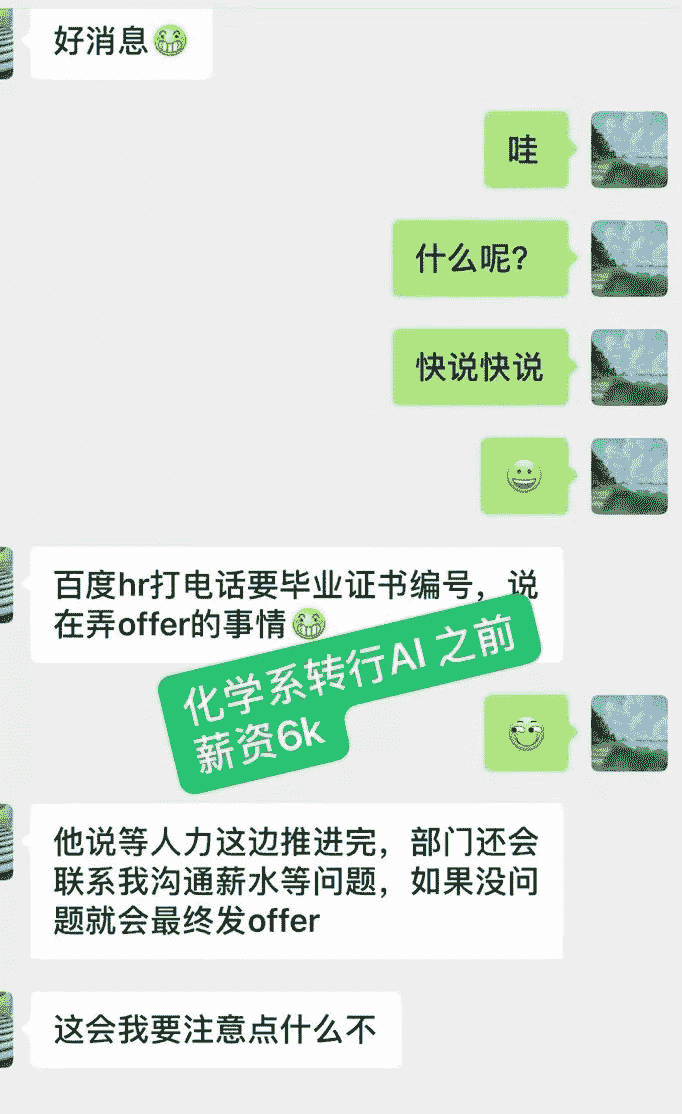 好消息
哇
什么呢?
快说快说
百度hr打电话要毕业证书编号，说
在弄offer的事情
化学系转行AI 之前
薪资6k
他说等人力这边推进完，部门还会
联系我沟通薪水等问题，如果没问
题就会最终发offer
这会我要注意点什么不